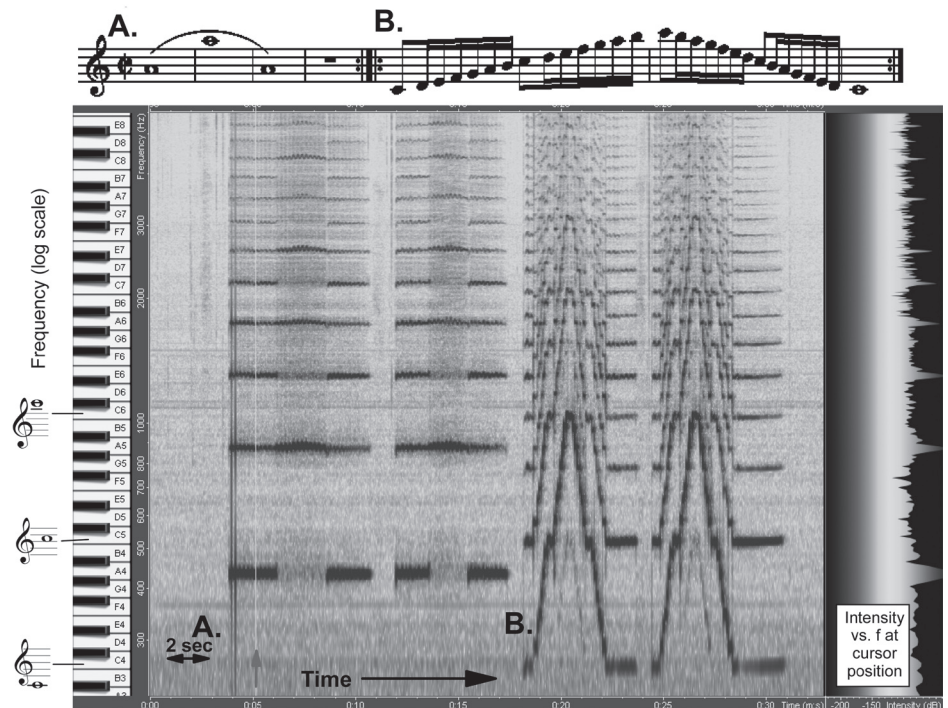 A.
B.
Frequency (log scale)
E8
D8
C8
B7
A7
G7
F7
E7
D7
C7
B6
A6
G6
F6
E6
D6
C6
B5
A5
G5
F5
E5
D5
C5
B4
A4
G4
F4
E4
D4
C4
B3
Frequency (Hz)
3000
2000
1000
800
700
600
500
400
300
A.
2 sec
B.
Time
Intensity
vs. f at
cursor
position
0:00
0:05
0:10
0:15
0:20
0:25
0:30
Time (m:s)
-200
-150
Intensity (dB)